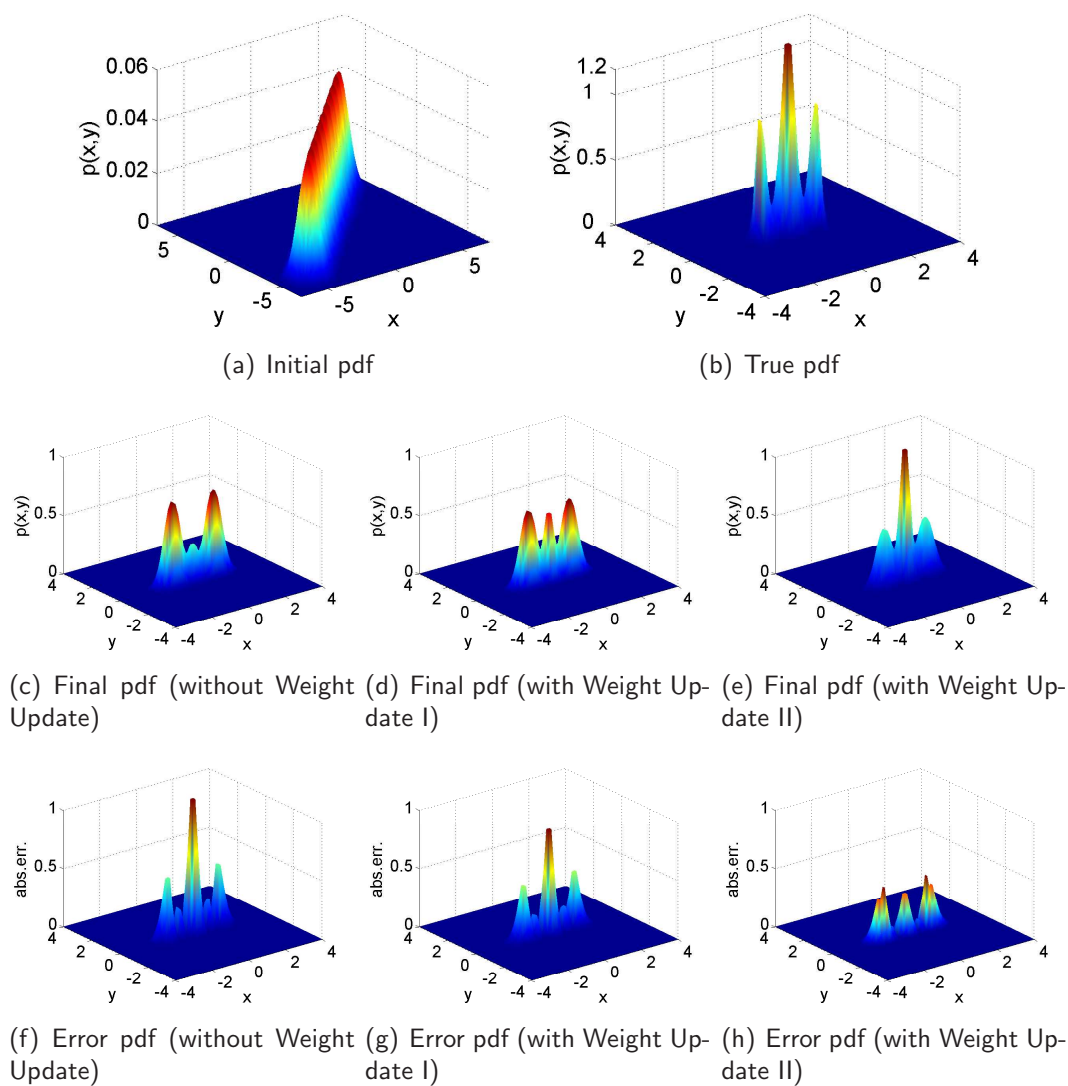 0.06
0.04
0.02
0
p(x,y)
5
0
-5
y
-5
0
5
x
(a) Initial pdf
1.2
1
0.5
0
p(x,y)
4
2
0
-2
-4
y
-4
-2
0
2
4
x
(b) True pdf
1
0.5
0
p(x,y)
4
2
0
-2
-4
y
-4
-2
0
2
4
x
(c) Final pdf (without Weight
Update)
1
0.5
0
p(x,y)
4
2
0
-2
-4
y
-4
-2
0
2
4
x
(d) Final pdf (with Weight Up-
date I)
1
0.5
0
p(x,y)
4
2
0
-2
-4
y
-4
-2
0
2
4
x
(e) Final pdf (with Weight Up-
date II)
1
0.5
0
abs.err.
4
2
0
-2
-4
y
-4
-2
0
2
4
x
(f) Error pdf (without Weight
Update)
1
0.5
0
abs.err.
4
2
0
-2
-4
y
-4
-2
0
2
4
x
(g) Error pdf (with Weight Up-
date I)
1
0.5
0
abs.err.
4
2
0
-2
-4
y
-4
-2
0
2
4
x
(h) Error pdf (with Weight Up-
date II)